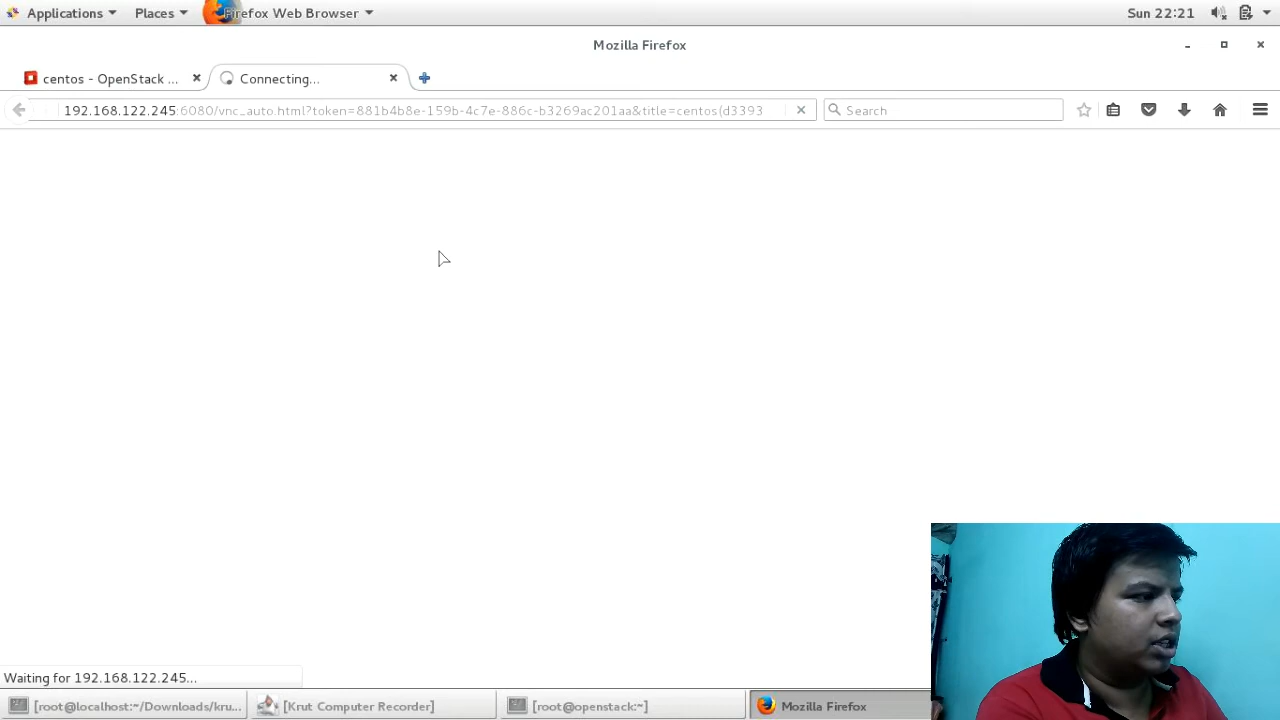 Applications Places Firefox Web Browser Sun 22:21
Mozilla Firefox
centos - OpenStack ... Connecting...
192.168.122.245:6080/vnc_auto.html?token=881b4b8e-159b-4c7e-886c-b3269ac201aa&title=centos(d3393 Search
Waiting for 192.168.122.245...
[root@localhost:~/Downloads/kru... [Krut Computer Recorder] [root@openstack:~] Mozilla Firefox